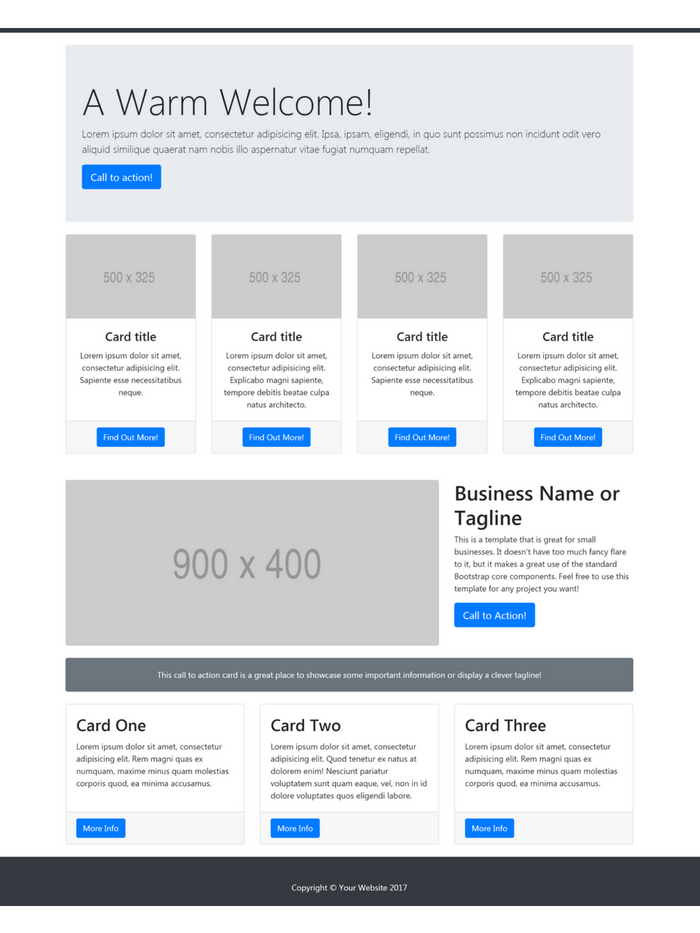 A Warm Welcome!
Lorem ipsum dolor sit amet, consectetur adipisicing elit. Ipsa, ipsam, eligendi, in quo sunt possimus non incidunt odit vero
aliquid similique quaerat nam nobis illo aspernatur vitae fugiat numquam repellat.
Call to action!
500 x 325
Card title
Lorem ipsum dolor sit amet,
consectetur adipisicing elit.
Sapiente esse necessitatibus
neque.
Find Out More!
500 x 325
Card title
Lorem ipsum dolor sit amet,
consectetur adipisicing elit.
Explicabo magni sapiente,
tempore debitis beatae culpa
natus architecto.
Find Out More!
500 x 325
Card title
Lorem ipsum dolor sit amet,
consectetur adipisicing elit.
Sapiente esse necessitatibus
neque.
Find Out More!
500 x 325
Card title
Lorem ipsum dolor sit amet,
consectetur adipisicing elit.
Explicabo magni sapiente,
tempore debitis beatae culpa
natus architecto.
Find Out More!
900 x 400
Business Name or
Tagline
This is a template that is great for small
businesses. It doesn't have too much fancy flare
to it, but it makes a great use of the standard
Bootstrap core components. Feel free to use this
template for any project you want!
Call to Action!
This call to action card is a great place to showcase some important information or display a clever tagline!
Card One
Lorem ipsum dolor sit amet, consectetur
adipisicing elit. Rem magni quas ex
numquam, maxime minus quam molestias
corporis quod, ea minima accusamus.
More Info
Card Two
Lorem ipsum dolor sit amet, consectetur
adipisicing elit. Quod tenetur ex natus at
dolorem enim! Nesciunt pariatur
voluptatem sunt quam eaque, vel, non in id
dolore voluptates quos eligendi labore.
More Info
Card Three
Lorem ipsum dolor sit amet, consectetur
adipisicing elit. Rem magni quas ex
numquam, maxime minus quam molestias
corporis quod, ea minima accusamus.
More Info
Copyright © Your Website 2017